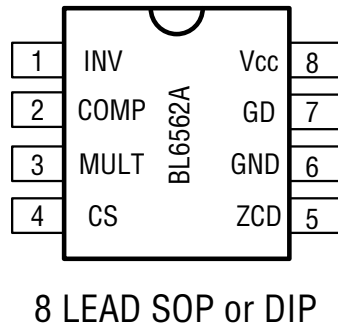 1 INV Vcc 8
2 COMP GD 7
3 MULT GND 6
4 CS ZCD 5
BL6562A
8 LEAD SOP or DIP